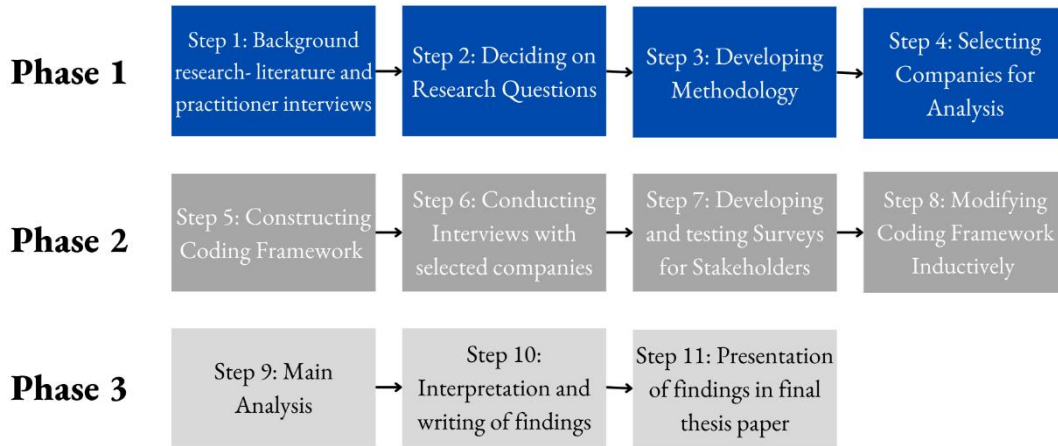 Phase 1
Step 1: Background
research- literature and
practitioner interviews
Step 2: Deciding on
Research Questions
Step 3: Developing
Methodology
Step 4: Selecting
Companies for
Analysis
Phase 2
Step 5: Constructing
Coding Framework
Step 6: Conducting
Interviews with
selected companies
Step 7: Developing
and testing Surveys
for Stakeholders
Step 8: Modifying
Coding Framework
Inductively
Phase 3
Step 9: Main
Analysis
Step 10:
Interpretation and
writing of findings
Step 11: Presentation
of findings in final
thesis paper